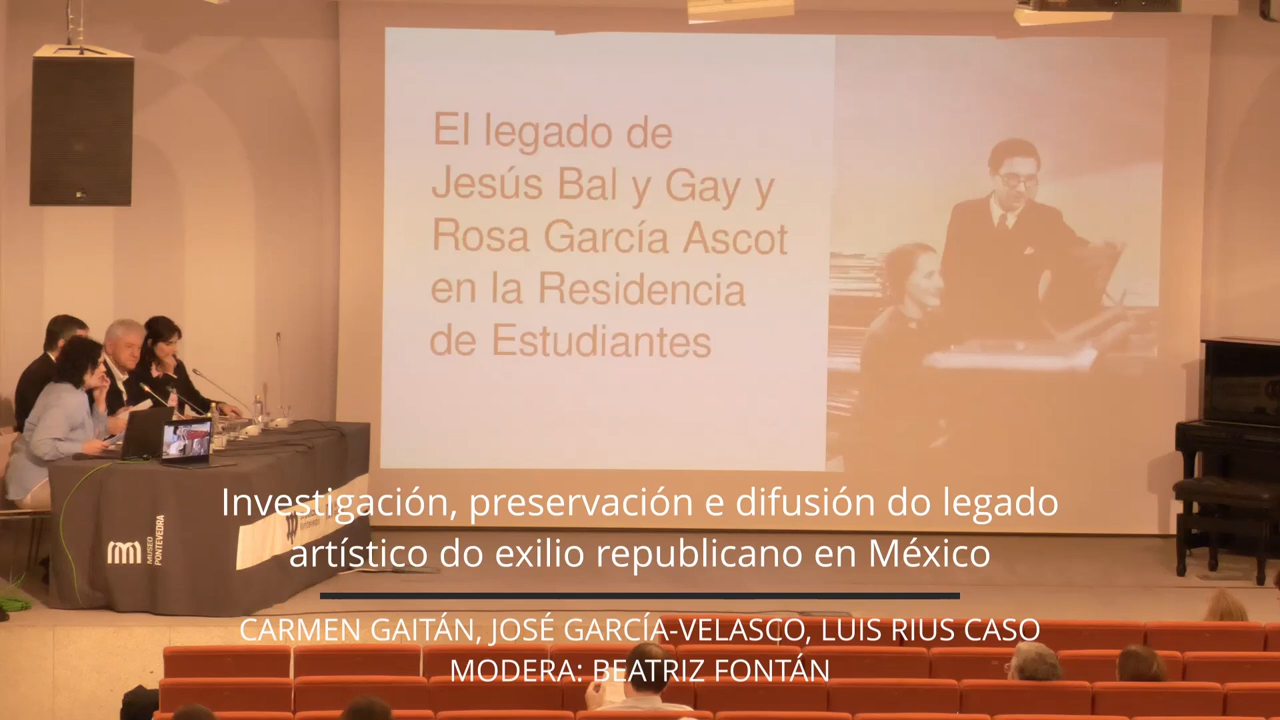 El legado de
Jesús Bal y Gay y
Rosa García Ascot
en la Residencia
de Estudiantes
Investigación, preservación e difusión do legado
artístico do exilio republicano en México
MUSEO
PONTEVEDRA
CARMEN GAITÁN, JOSÉ GARCÍA-VELASCO, LUIS RIUS CASO
MODERA: BEATRIZ FONTÁN